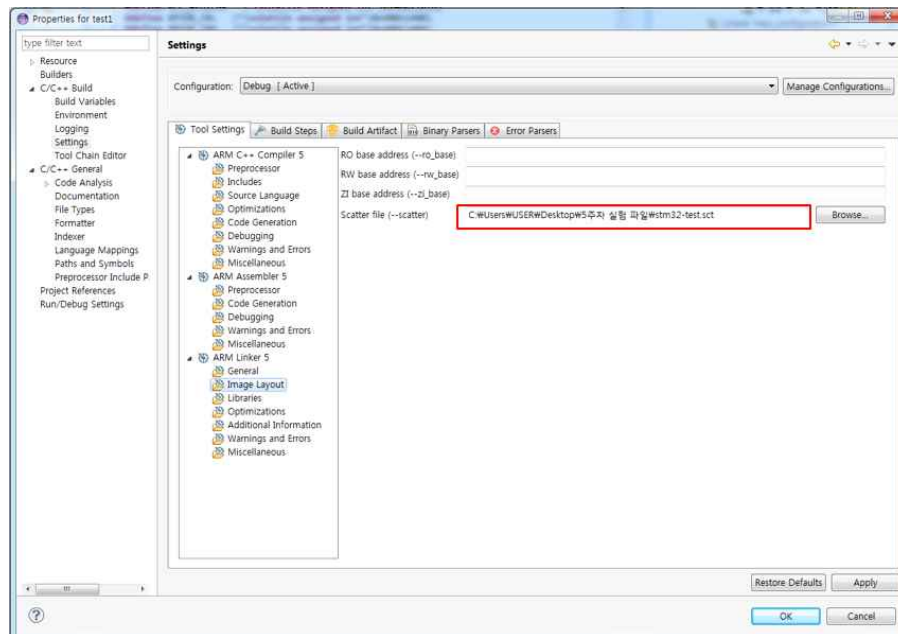 Properties for test1
type filter text
Settings
Resource
Builders
C/C++ Build
Build Variables
Environment
Logging
Settings
Tool Chain Editor
C/C++ General
Code Analysis
Documentation
File Types
Formatter
Indexer
Language Mappings
Paths and Symbols
Preprocessor Include P
Project References
Run/Debug Settings
Configuration: Debug [ Active ]
Manage Configurations...
Tool Settings Build Steps Build Artifact Binary Parsers Error Parsers
ARM C++ Compiler 5
Preprocessor
Includes
Source Language
Optimizations
Code Generation
Debugging
Warnings and Errors
Miscellaneous
ARM Assembler 5
Preprocessor
Code Generation
Debugging
Warnings and Errors
Miscellaneous
ARM Linker 5
General
Image Layout
Libraries
Optimizations
Additional Information
Warnings and Errors
Miscellaneous
RO base address (--ro_base)
RW base address (--rw_base)
ZI base address (--zi_base)
Scatter file (--scatter) C:₩Users₩USER₩Desktop₩5주차 실험 파일₩stm32-test.sct Browse...
Restore Defaults Apply
OK Cancel